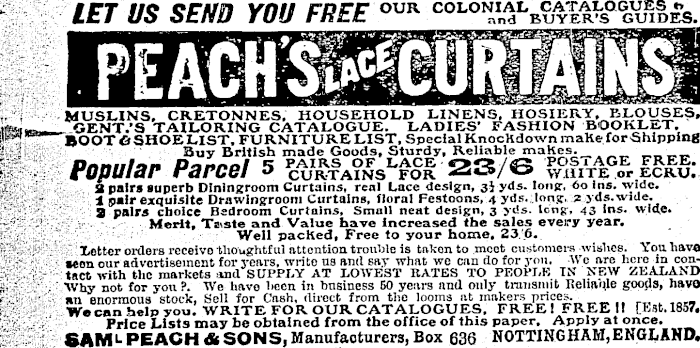 LET US SEND YOU FREE OUR COLONIAL CATALOGUES
and BUYER'S GUIDES.
PEACH'S LACE CURTAINS
MUSLINS, CRETONNES, HOUSEHOLD LINENS, HOSIERY, BLOUSES,
GENT.'S TAILORING CATALOGUE. LADIES' FASHION BOOKLET.
BOOT & SHOE LIST, FURNITURE LIST, Special Knockdown make for Shipping
Buy British made Goods, Sturdy, Reliable makes.
Popular Parcel 5 PAIRS OF LACE CURTAINS FOR 23/6 POSTAGE FREE. WHITE or ECRU.
2 pairs superb Diningroom Curtains, real Lace design, 3½ yds. long, 60 ins. wide.
1 pair exquisite Drawingroom Curtains, floral Festoons, 4 yds. long, 2 yds. wide.
2 pairs choice Bedroom Curtains, Small neat design, 3 yds. long, 43 ins. wide.
Merit, Taste and Value have increased the sales every year.
Well packed, Free to your home, 23 6.
Letter orders receive thoughtful attention trouble is taken to meet customers wishes. You have
seen our advertisement for years, write us and say what we can do for you. We are here in con-
tact with the markets and SUPPLY AT LOWEST RATES TO PEOPLE IN NEW ZEALAND
Why not for you?. We have been in business 50 years and only transmit Reliable goods, have
an enormous stock, Sell for Cash, direct from the looms at makers prices.
We can help you. WRITE FOR OUR CATALOGUES, FREE! FREE!! [Est. 1857.
Price Lists may be obtained from the office of this paper, Apply at once.
SAML PEACH & SONS, Manufacturers, Box 636 NOTTINGHAM, ENGLAND.